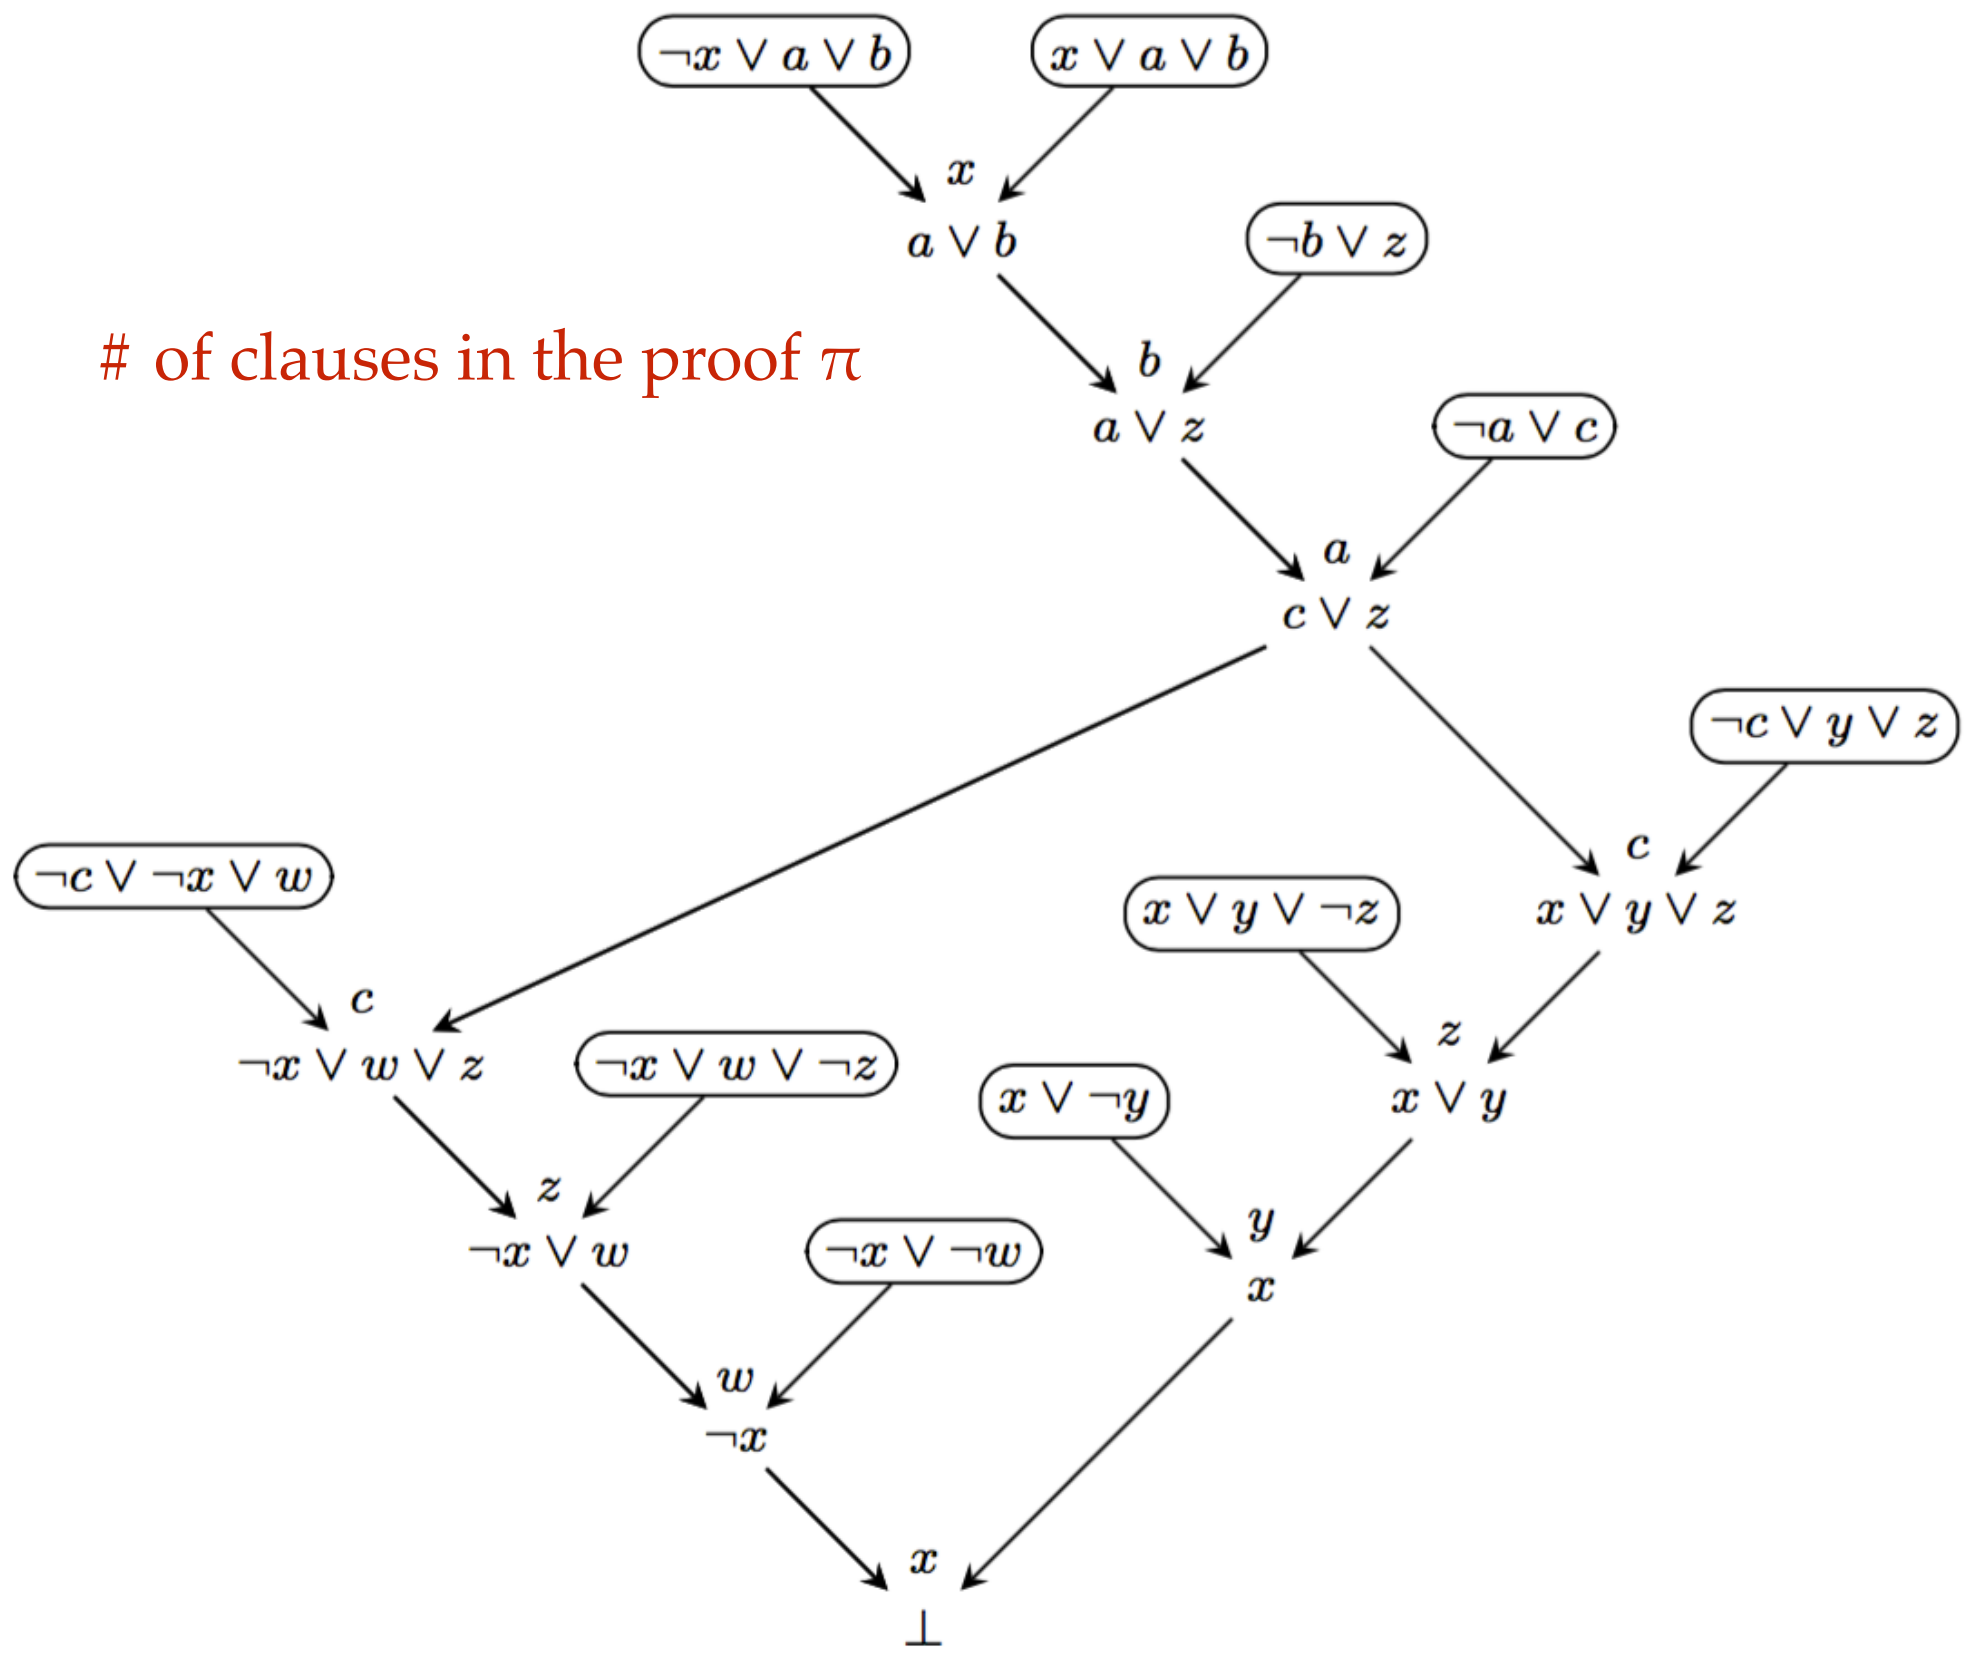 ¬x ∨ a ∨ b x ∨ a ∨ b
x
a ∨ b ¬b ∨ z
# of clauses in the proof π
b
a ∨ z ¬a ∨ c
a
c ∨ z
¬c ∨ y ∨ z
c
¬c ∨ ¬x ∨ w x ∨ y ∨ ¬z x ∨ y ∨ z
c z
¬x ∨ w ∨ z ¬x ∨ w ∨ ¬z x ∨ ¬y x ∨ y
z y
¬x ∨ w ¬x ∨ ¬w x
w
¬x
x
⊥